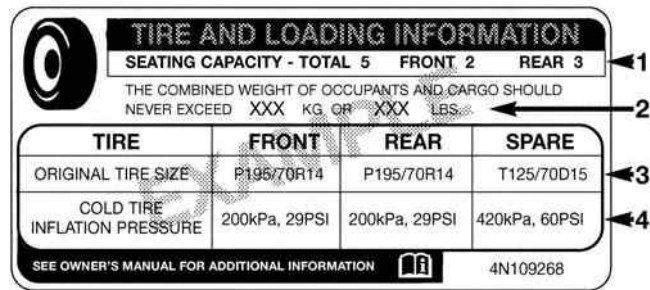 TIRE AND LOADING INFORMATION
SEATING CAPACITY - TOTAL 5 FRONT 2 REAR 3
1
THE COMBINED WEIGHT OF OCCUPANTS AND CARGO SHOULD
NEVER EXCEED XXX KG OR XXX LBS.
2
TIRE FRONT REAR SPARE
ORIGINAL TIRE SIZE P195/70R14 P195/70R14 T125/70D15
3
COLD TIRE
INFLATION PRESSURE 200kPa, 29PSI 200kPa, 29PSI 420kPa, 60PSI
4
SEE OWNER'S MANUAL FOR ADDITIONAL INFORMATION 4N109268
EXAMPLE